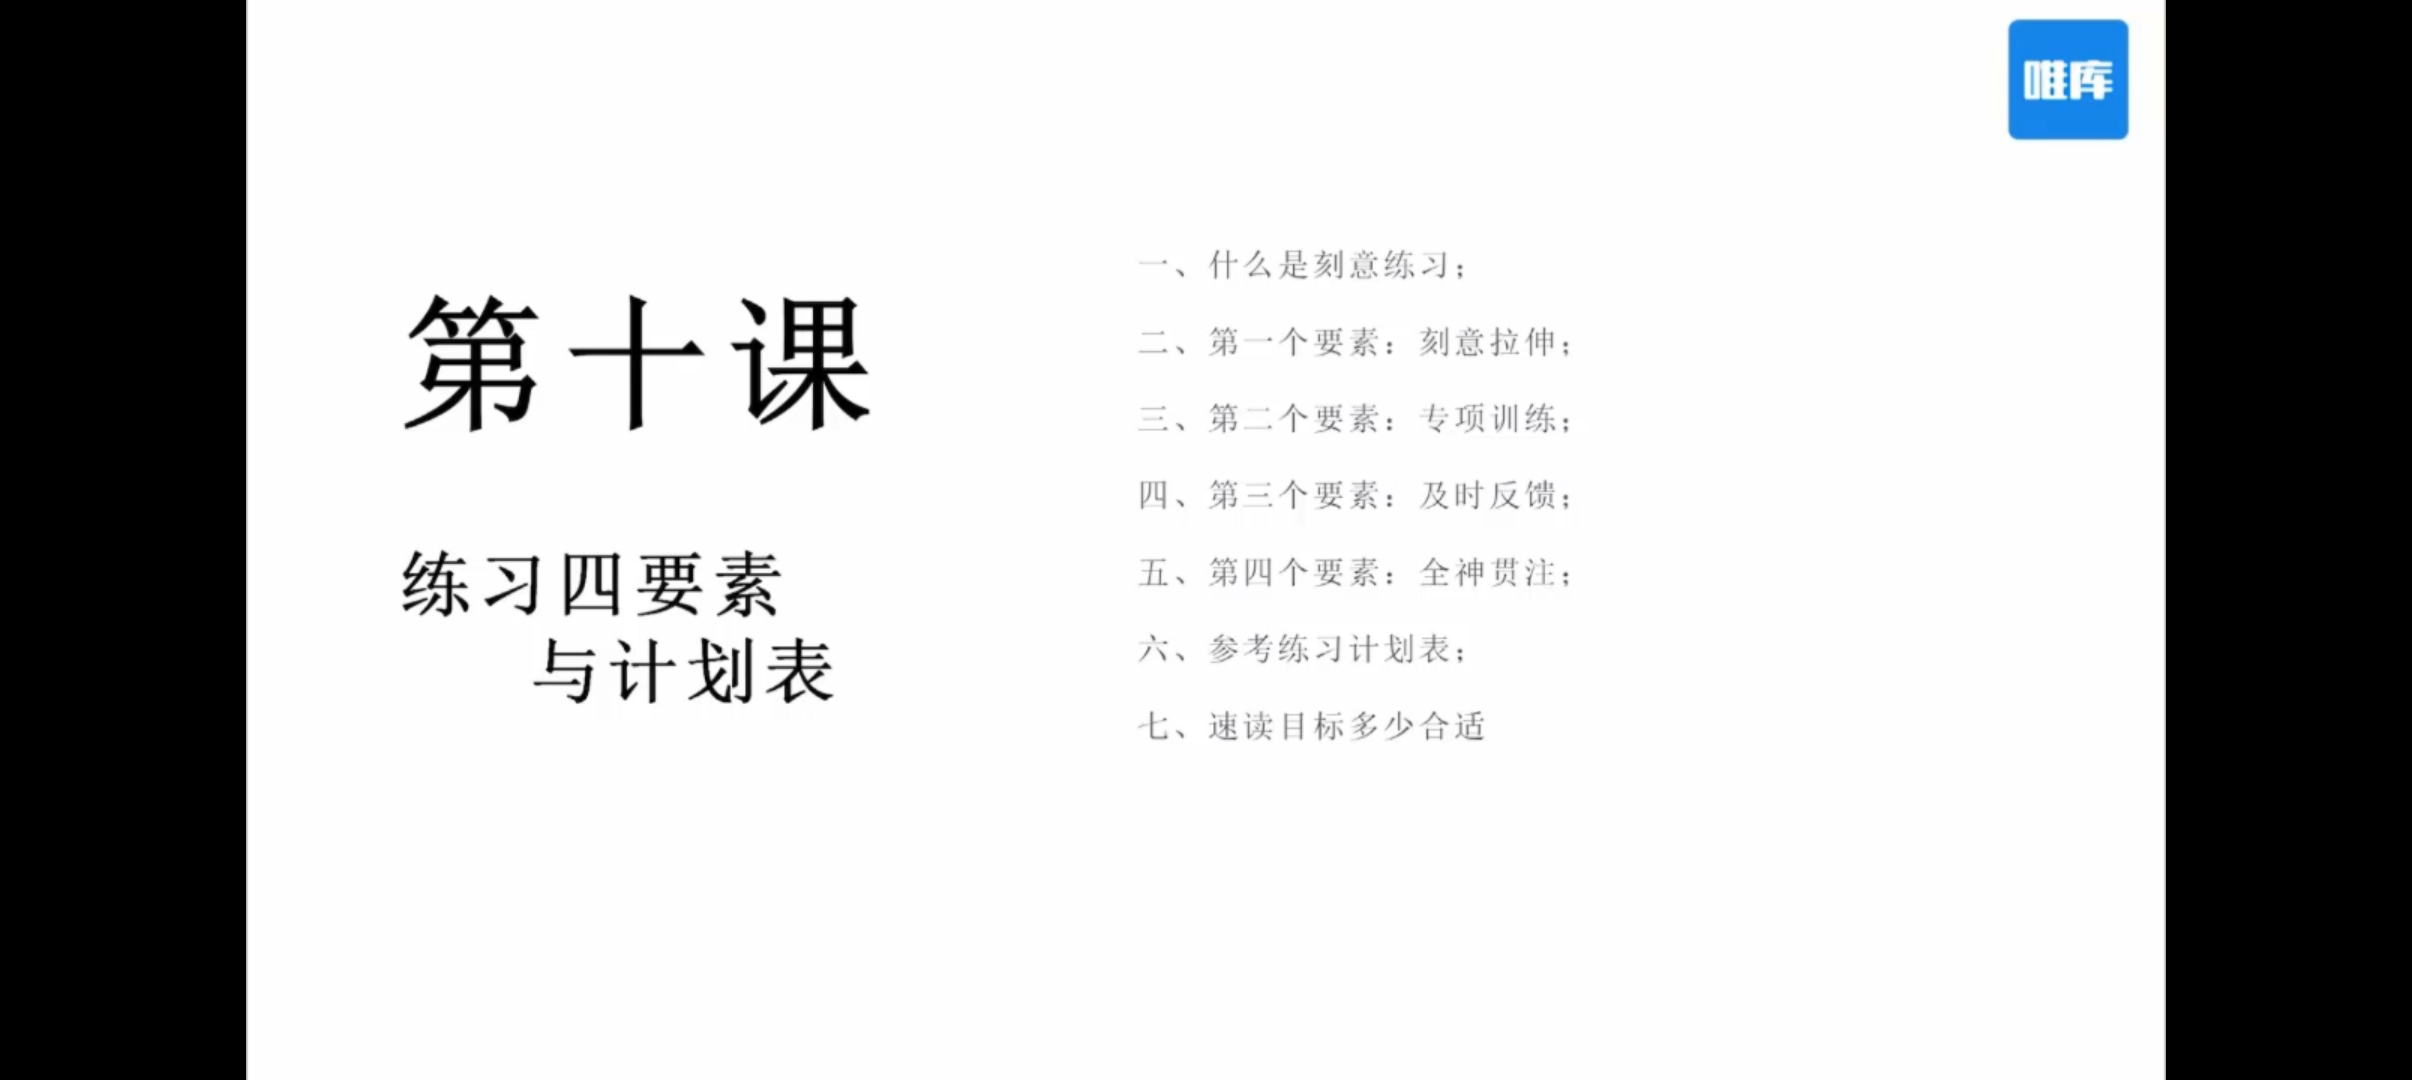 唯库
第十课
练习四要素
与计划表
一、什么是刻意练习；
二、第一个要素：刻意拉伸；
三、第二个要素：专项训练；
四、第三个要素：及时反馈；
五、第四个要素：全神贯注；
六、参考练习计划表；
七、速读目标多少合适